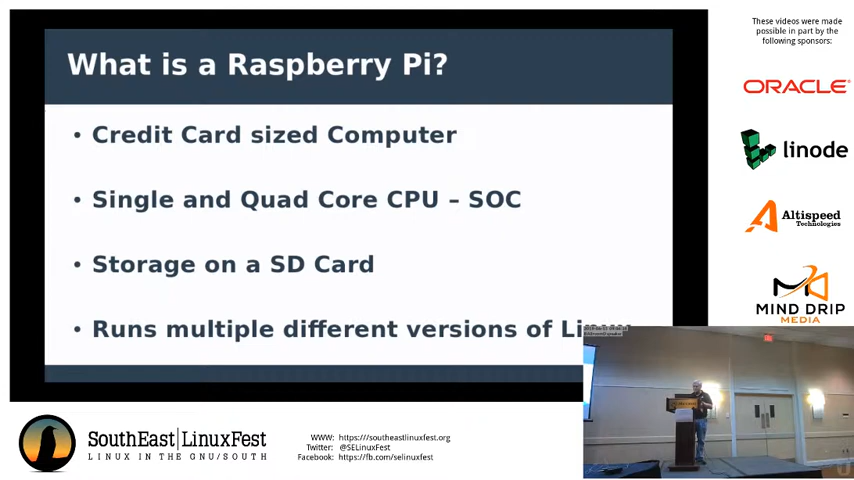 What is a Raspberry Pi?
• Credit Card sized Computer
• Single and Quad Core CPU – SOC
• Storage on a SD Card
• Runs multiple different versions of Li
These videos were made
possible in part by the
following sponsors:
ORACLE
linode
Altispeed
Technologies
MIND DRIP
MEDIA
SouthEast|LinuxFest
LINUX IN THE GNU/SOUTH
WWW: https://southeastlinuxfest.org
Twitter: @SELinuxFest
Facebook: https://fb.com/selinuxfest